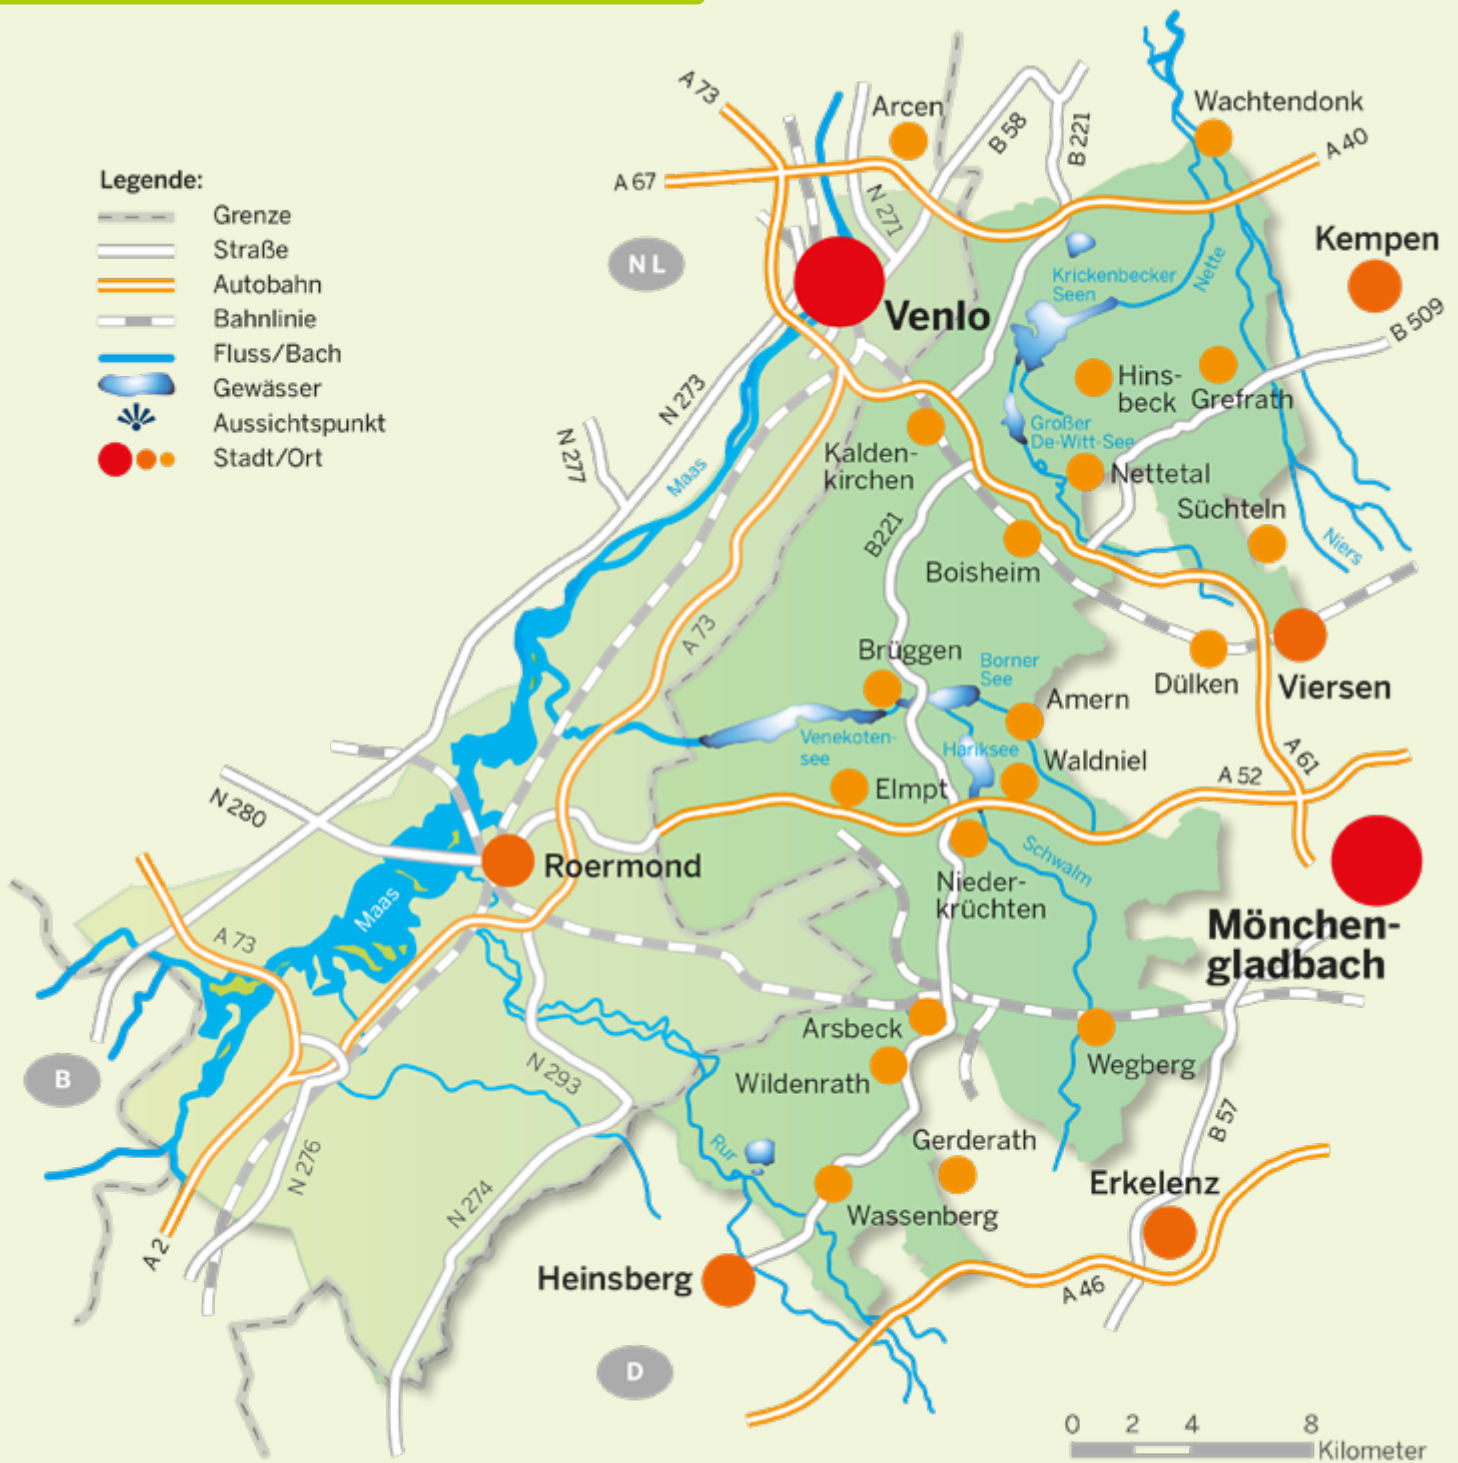 A 73
Arcen
B 58
B 221
Wachtendonk
A 40
A 67
Legende:
Grenze
Straße
Autobahn
Bahnlinie
Fluss/Bach
Gewässer
Aussichtspunkt
Stadt/Ort
N L
N 271
Krickenbecker
Seen
Nette
Kempen
B 509
Venlo
N 273
Hins-
beck
Grefrath
Großer
De-Witt-See
N 277
Maas
Kalden-
kirchen
Nettetal
Süchteln
B221
Boisheim
Niers
A 73
Brüggen
Borner
See
Dülken
Viersen
Amern
Venekoten-
see
Hariksee
Waldniel
A 61
A 52
Elmpt
N 280
Roermond
Schwalm
Nieder-
krüchten
Mönchen-
gladbach
Maas
A 73
Arsbeck
Wegberg
Wildenrath
B
N 293
B 57
Rur
Gerderath
N 276
N 274
Erkelenz
Wassenberg
A 2
Heinsberg
A 46
D
0 2 4 8
Kilometer